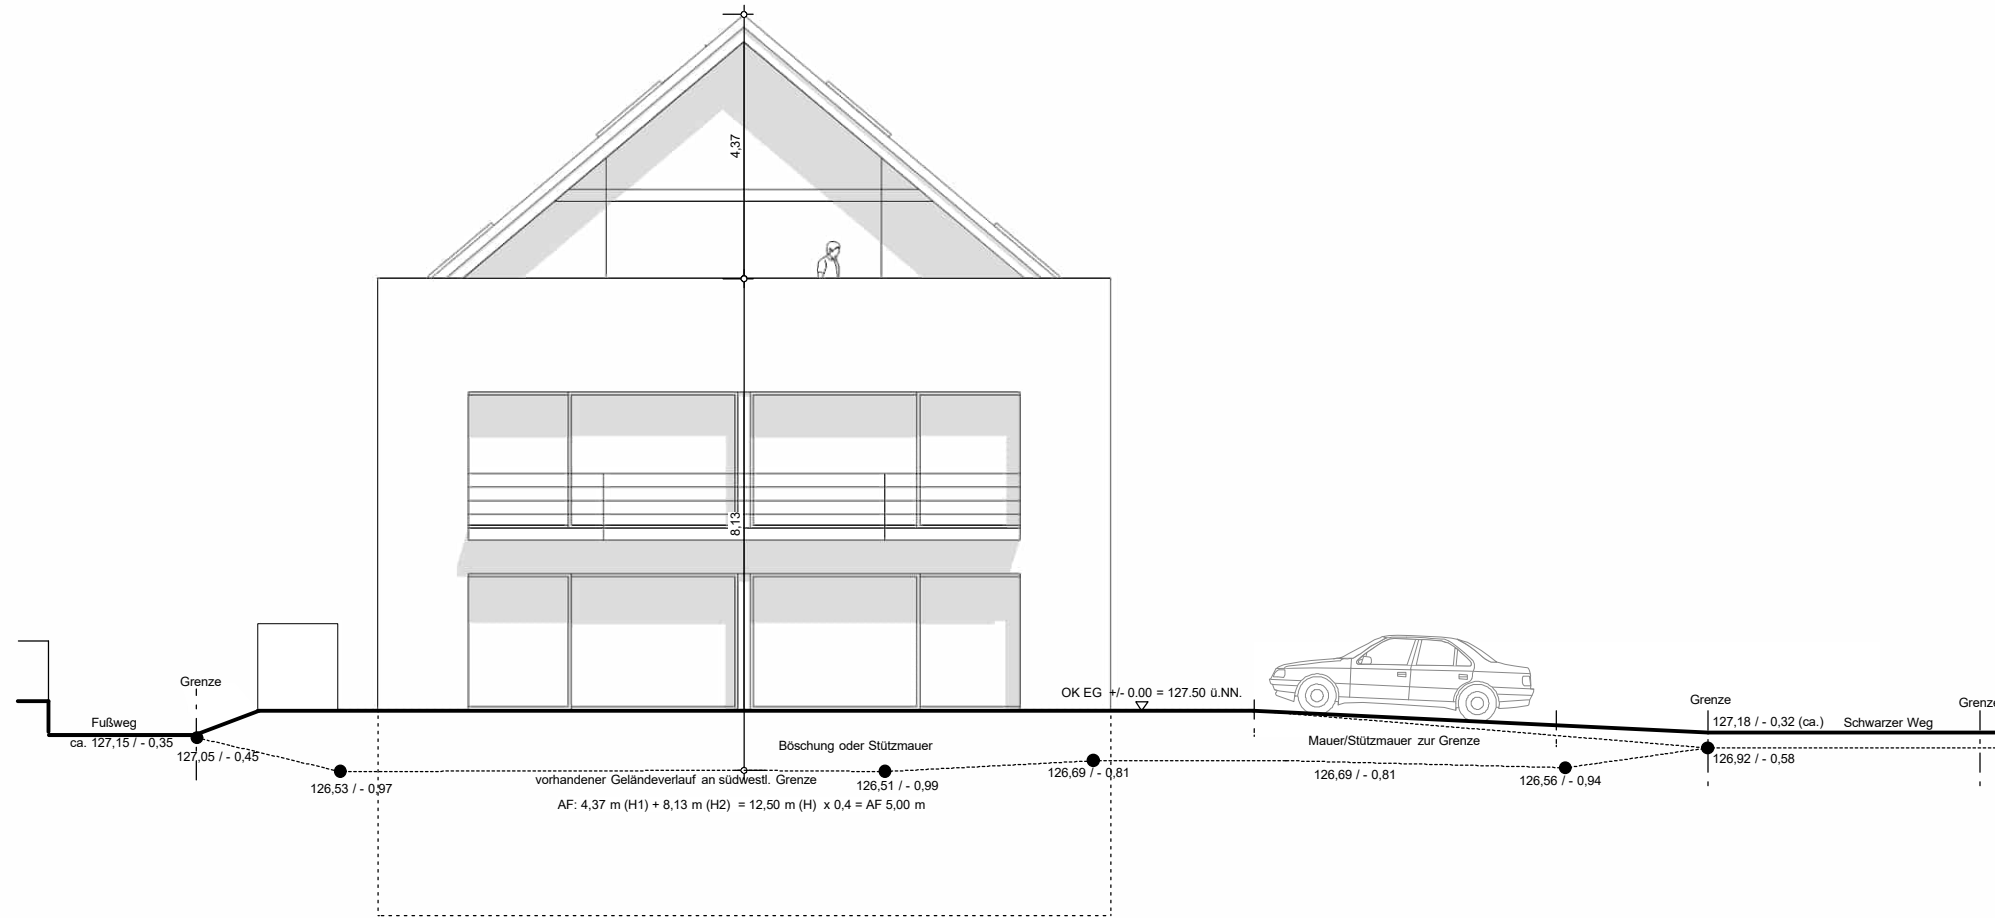 4,37
8,13
Grenze
OK EG +/- 0.00 = 127.50 ü.NN.
Grenze
Grenze
Fußweg
127,18 / - 0,32 (ca.)
Schwarzer Weg
ca. 127,15 / - 0,35
127,05 / - 0,45
Böschung oder Stützmauer
Mauer/Stützmauer zur Grenze
126,92 / - 0,58
vorhandener Geländeverlauf an südwestl. Grenze
126,69 / - 0,81
126,69 / - 0,81
126,56 / - 0,94
126,53 / - 0,97
126,51 / - 0,99
AF: 4,37 m (H1) + 8,13 m (H2) = 12,50 m (H) x 0,4 = AF 5,00 m